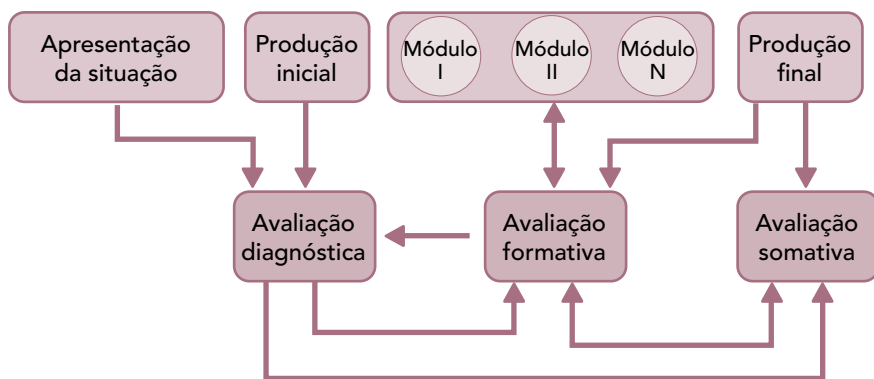 Apresentação
da situação
Produção
inicial
Módulo
I
Módulo
II
Módulo
N
Produção
final
Avaliação
diagnóstica
Avaliação
formativa
Avaliação
somativa